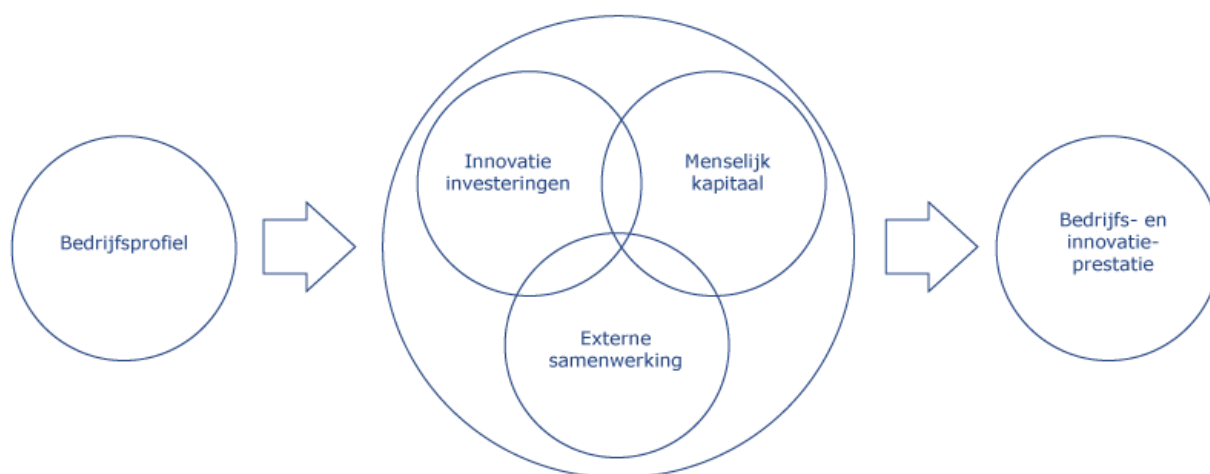 Bedrijfsprofiel
Innovatie
investeringen
Menselijk
kapitaal
Externe
samenwerking
Bedrijfs- en
innovatie-
prestatie